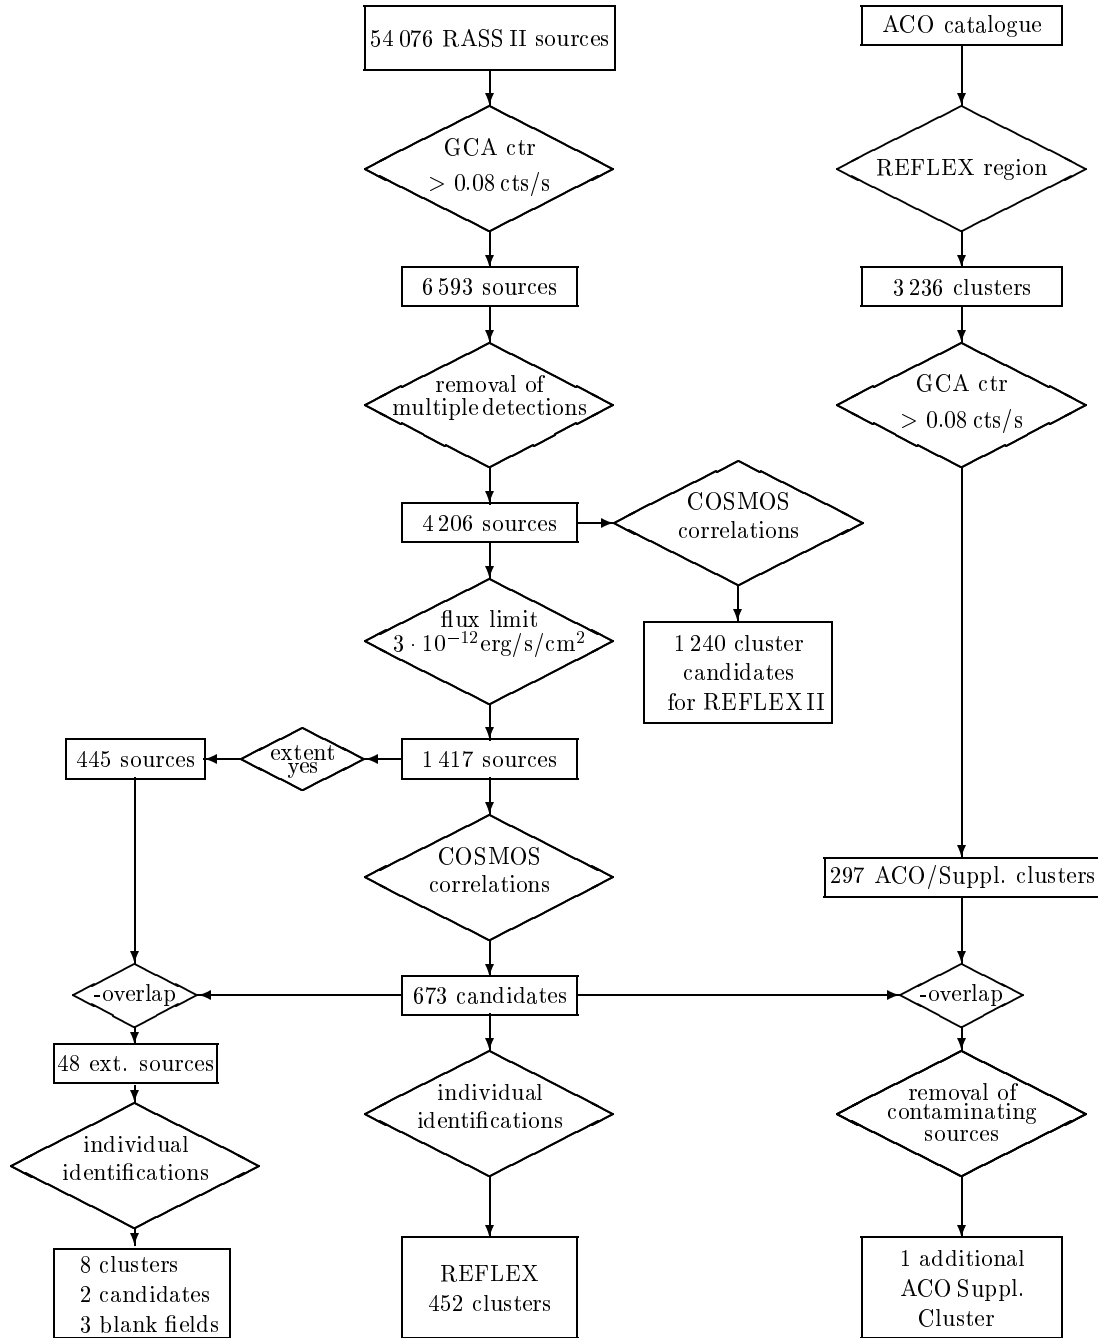 54 076 RASS II sources
ACO catalogue
GCA ctr
> 0.08 cts/s
REFLEX region
6 593 sources
3 236 clusters
removal of
multiple detections
GCA ctr
> 0.08 cts/s
4 206 sources
COSMOS
correlations
flux limit
3 · 10⁻¹² erg/s/cm²
1 240 cluster
candidates
for REFLEX II
445 sources
extent
yes
1 417 sources
COSMOS
correlations
297 ACO/Suppl. clusters
-overlap
673 candidates
-overlap
48 ext. sources
individual
identifications
individual
identifications
removal of
contaminating
sources
8 clusters
2 candidates
3 blank fields
REFLEX
452 clusters
1 additional
ACO Suppl.
Cluster